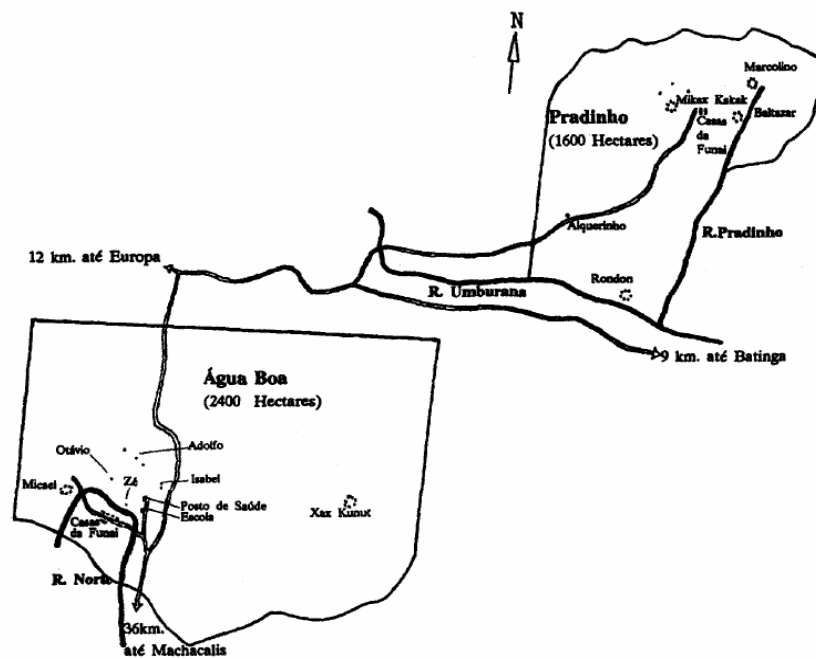 N
Marcolino
Mikax Kakak
Baltazar
Casas
da
Funai
Pradinho
(1600 Hectares)
Alquerinho
R.Pradinho
12 km. até Europa
Rondon
R. Umburana
9 km. até Batinga
Água Boa
(2400 Hectares)
Adolfo
Otávio
Zé
Isabel
Micael
Posto de Saúde
Escola
Xax Kunut
Casas
da Funai
R. Norte
36km.
até Machacalis